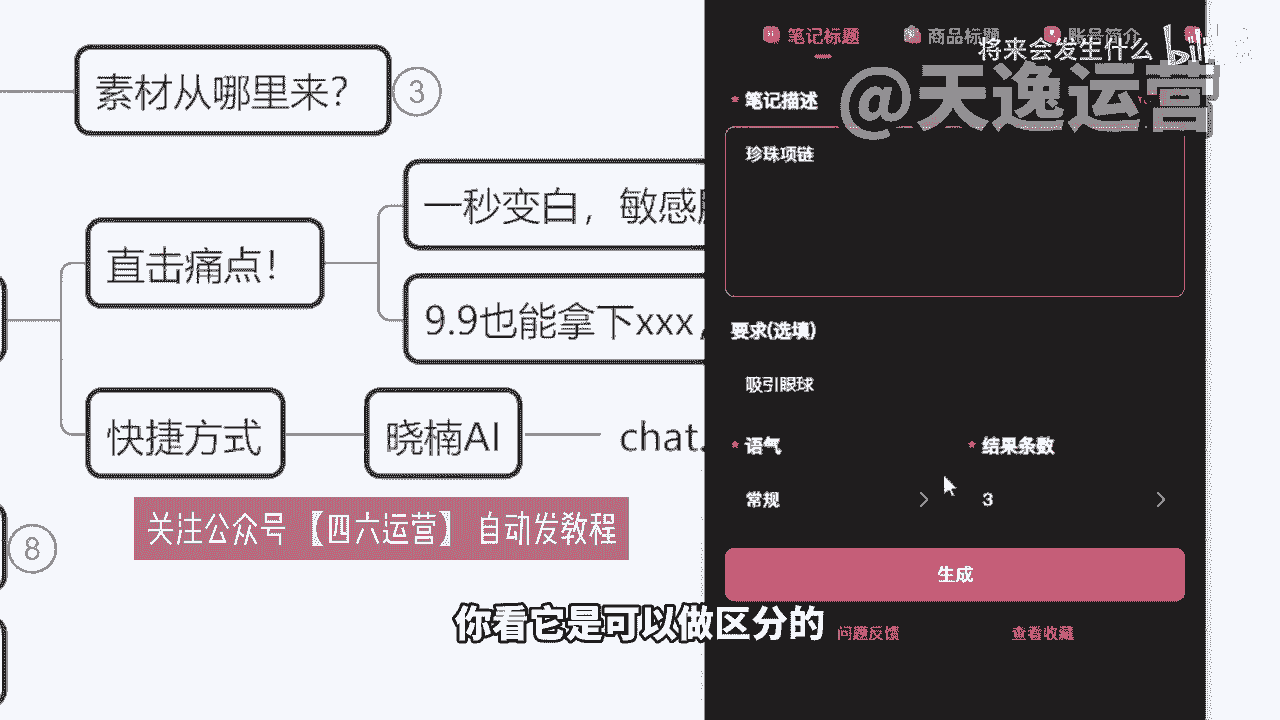 素材从哪里来？
3
一秒变白，敏感
直击痛点！
9.9也能拿下xxx，
快捷方式
晓楠AI
chat.
8
关注公众号 【四六运营】 自动发教程
笔记标题
商品标题
账号简介
将来会发生什么
@天逸运营
* 笔记描述
珍珠项链
要求(选填)
吸引眼球
* 语气
* 结果条数
常规
3
生成
你看它是可以做区分的
问题反馈
查看收藏